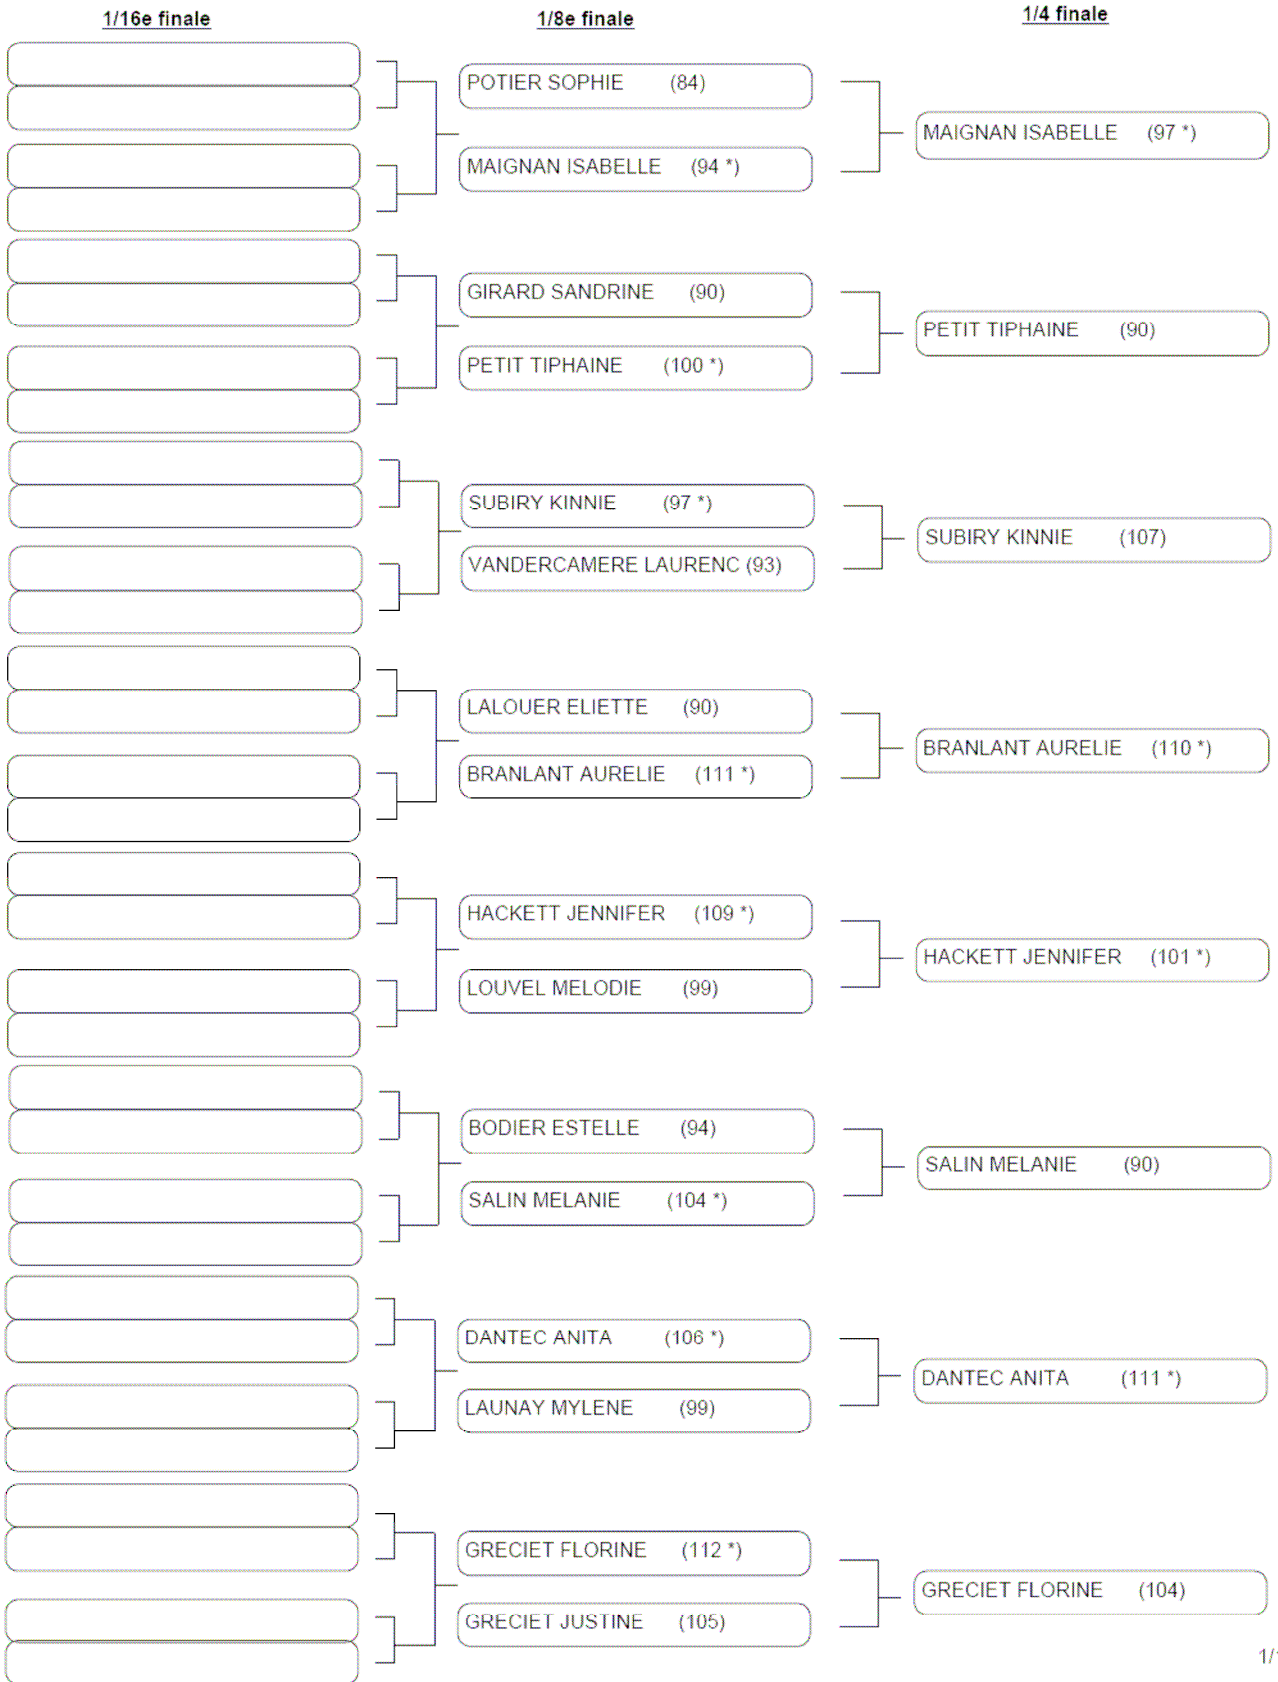 1/16e finale
1/8e finale
1/4 finale
POTIER SOPHIE (84)
MAIGNAN ISABELLE (94 *)
MAIGNAN ISABELLE (97 *)
GIRARD SANDRINE (90)
PETIT TIPHAINE (100 *)
PETIT TIPHAINE (90)
SUBIRY KINNIE (97 *)
VANDERCAMERE LAURENC (93)
SUBIRY KINNIE (107)
LALOUER ELIETTE (90)
BRANLANT AURELIE (111 *)
BRANLANT AURELIE (110 *)
HACKETT JENNIFER (109 *)
LOUVEL MELODIE (99)
HACKETT JENNIFER (101 *)
BODIER ESTELLE (94)
SALIN MELANIE (104 *)
SALIN MELANIE (90)
DANTEC ANITA (106 *)
LAUNAY MYLENE (99)
DANTEC ANITA (111 *)
GRECIET FLORINE (112 *)
GRECIET JUSTINE (105)
GRECIET FLORINE (104)